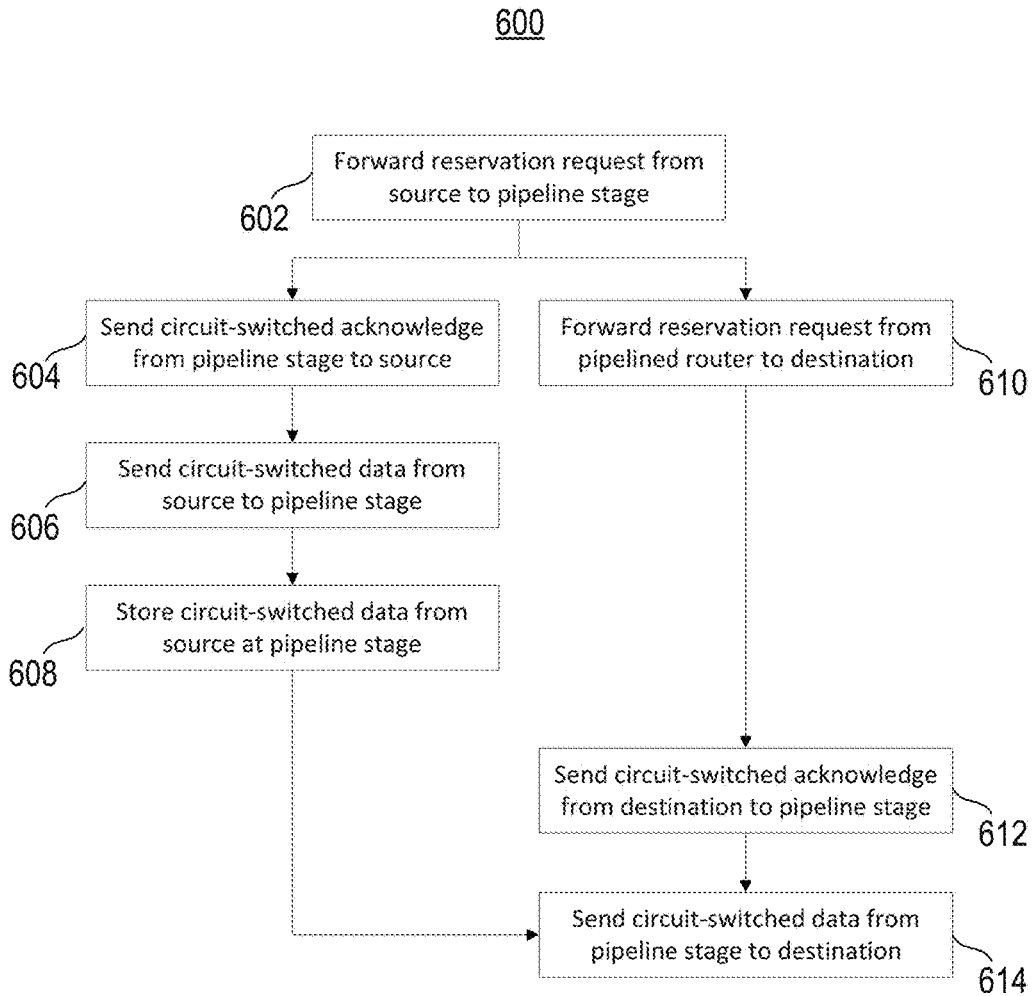 600
Forward reservation request from
source to pipeline stage
602
Send circuit-switched acknowledge
from pipeline stage to source
604
Forward reservation request from
pipelined router to destination
610
Send circuit-switched data from
source to pipeline stage
606
Store circuit-switched data from
source at pipeline stage
608
Send circuit-switched acknowledge
from destination to pipeline stage
612
Send circuit-switched data from
pipeline stage to destination
614